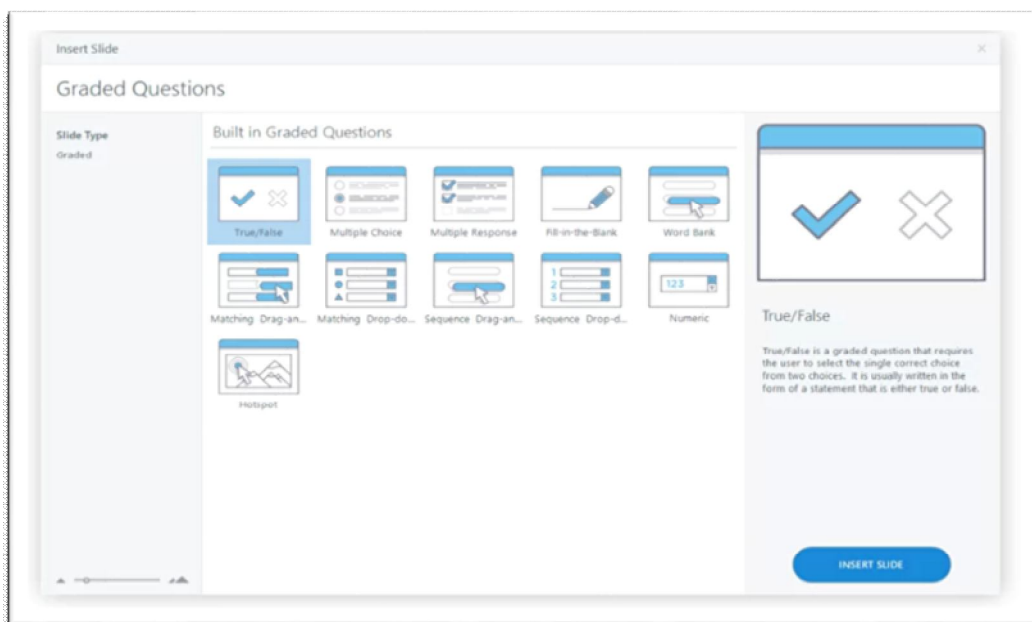 Insert Slide
Graded Questions
Slide Type
Graded
Built in Graded Questions
True/False
Multiple Choice
Multiple Response
Fill-in-the-Blank
Word Bank
1
2
3
123
Matching Drag-an...
Matching Drop-do...
Sequence Drag-an...
Sequence Drop-d...
Numeric
Hotspot
True/False
True/False is a graded question that requires
the user to select the single correct choice
from two choices. It is usually written in the
form of a statement that is either true or false.
INSERT SLIDE